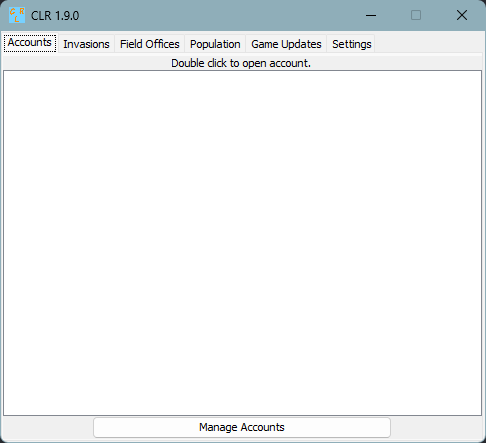 CLR 1.9.0
Accounts Invasions Field Offices Population Game Updates Settings
Double click to open account.
Manage Accounts